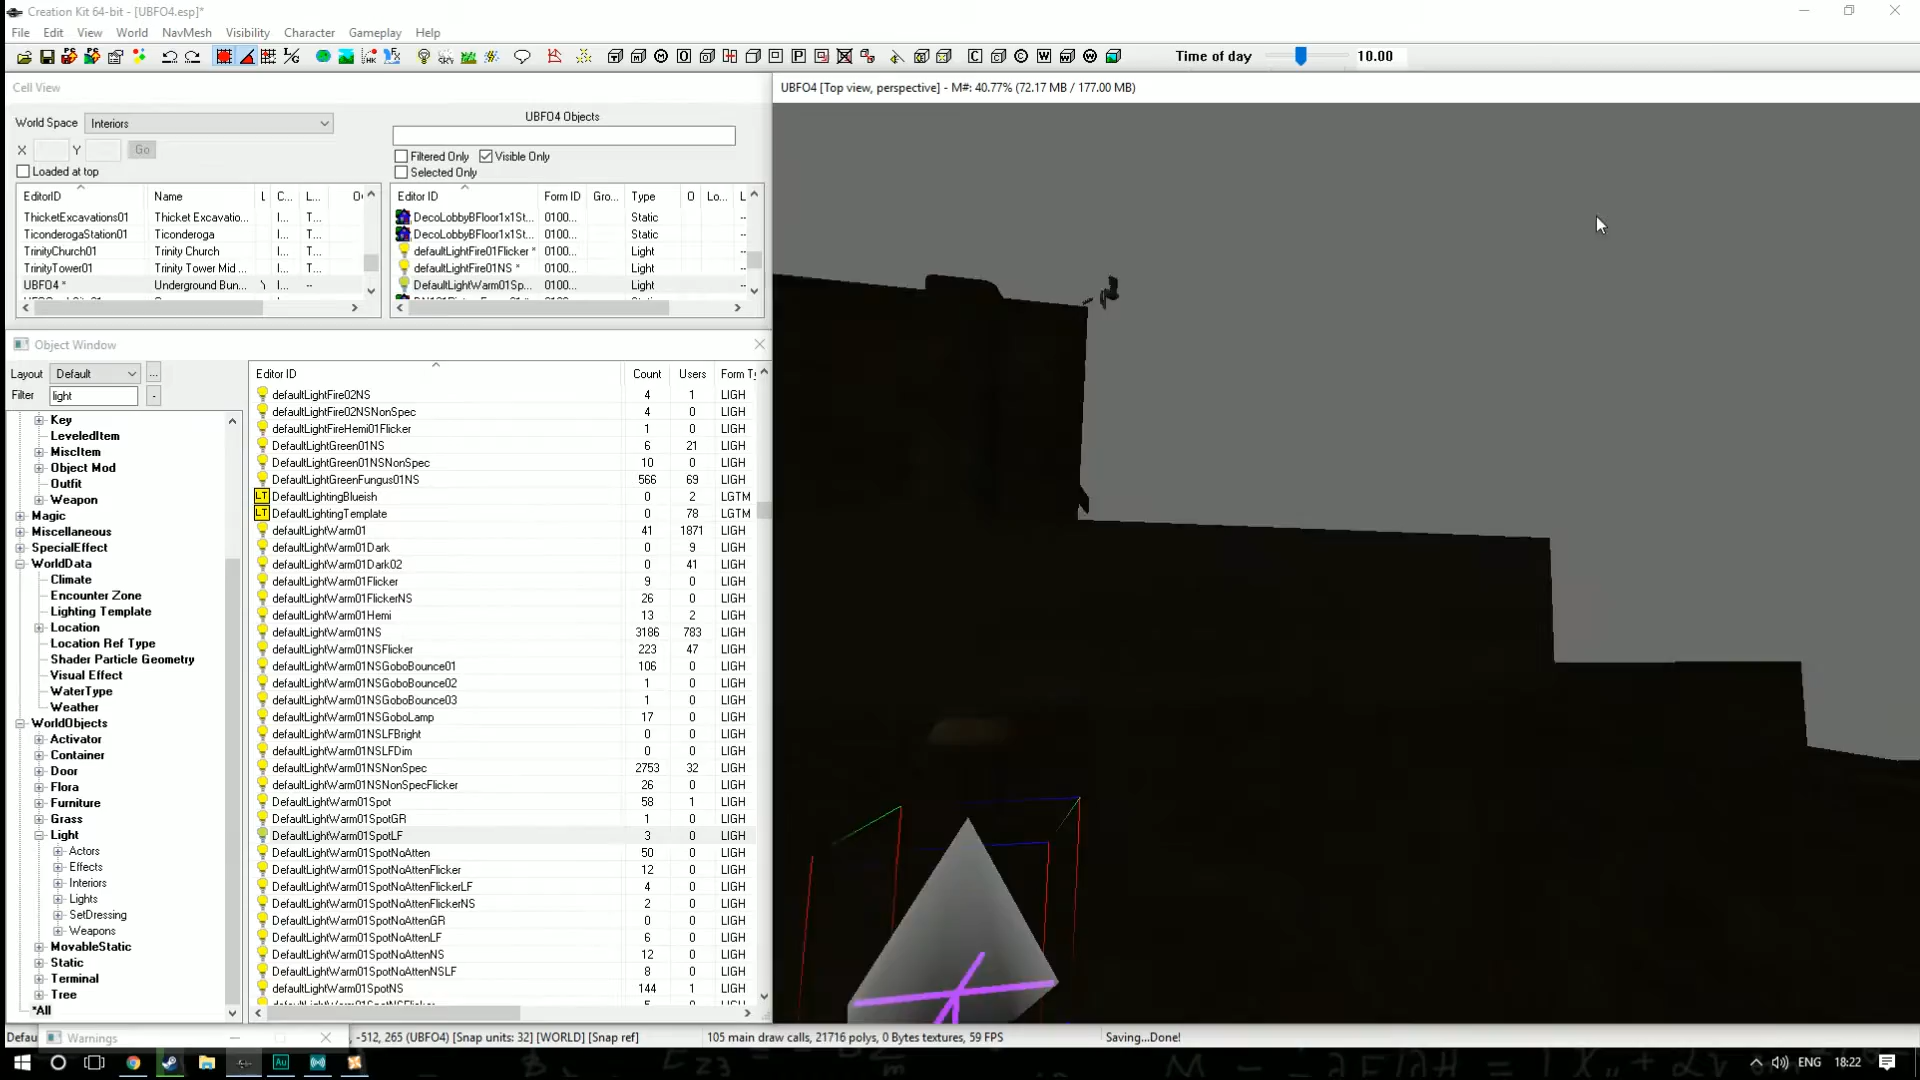 Creation Kit 64-bit - [UBFO4.esp]*
File Edit View World NavMesh Visibility Character Gameplay Help
Time of day 10.00
Cell View
UBFO4 [Top view, perspective] - M#: 40.77% (72.17 MB / 177.00 MB)
World Space Interiors
UBFO4 Objects
X Y Go
Filtered Only Visible Only
Loaded at top
Selected Only
EditorID Name L C... L...
Editor ID Form ID Gro... Type O Lo... L
ThicketExcavations01 Thicket Excavatio... I... T...
TiconderogaStation01 Ticonderoga I... T...
TrinityChurch01 Trinity Church I... T...
TrinityTower01 Trinity Tower Mid ... I... T...
UBFO4 * Underground Bun... Y I... --
DecoLobbyBFloor1x1St... 0100... Static --
DecoLobbyBFloor1x1St... 0100... Static --
defaultLightFire01Flicker * 0100... Light --
defaultLightFire01NS * 0100... Light --
DefaultLightWarm01Sp... 0100... Light --
Object Window
Layout Default ...
Filter light -
Key
LeveledItem
MiscItem
Object Mod
Outfit
Weapon
Magic
Miscellaneous
SpecialEffect
WorldData
Climate
Encounter Zone
Lighting Template
Location
Location Ref Type
Shader Particle Geometry
Visual Effect
WaterType
Weather
WorldObjects
Activator
Container
Door
Flora
Furniture
Grass
Light
Actors
Effects
Interiors
Lights
SetDressing
Weapons
MovableStatic
Static
Terminal
Tree
*All
Editor ID Count Users Form Ty
defaultLightFire02NS 4 1 LIGH
defaultLightFire02NSNonSpec 4 0 LIGH
defaultLightFireHemi01Flicker 1 0 LIGH
DefaultLightGreen01NS 6 21 LIGH
DefaultLightGreen01NSNonSpec 10 0 LIGH
DefaultLightGreenFungus01NS 566 69 LIGH
LT DefaultLightingBlueish 0 2 LGTM
LT DefaultLightingTemplate 0 78 LGTM
defaultLightWarm01 41 1871 LIGH
defaultLightWarm01Dark 0 9 LIGH
defaultLightWarm01Dark02 0 41 LIGH
defaultLightWarm01Flicker 9 0 LIGH
defaultLightWarm01FlickerNS 26 0 LIGH
defaultLightWarm01Hemi 13 2 LIGH
defaultLightWarm01NS 3186 783 LIGH
defaultLightWarm01NSFlicker 223 47 LIGH
defaultLightWarm01NSGoboBounce01 106 0 LIGH
defaultLightWarm01NSGoboBounce02 1 0 LIGH
defaultLightWarm01NSGoboBounce03 1 0 LIGH
defaultLightWarm01NSGoboLamp 17 0 LIGH
defaultLightWarm01NSLFBright 0 0 LIGH
defaultLightWarm01NSLFDim 0 0 LIGH
defaultLightWarm01NSNonSpec 2753 32 LIGH
defaultLightWarm01NSNonSpecFlicker 26 0 LIGH
DefaultLightWarm01Spot 58 1 LIGH
DefaultLightWarm01SpotGR 1 0 LIGH
DefaultLightWarm01SpotLF 3 0 LIGH
DefaultLightWarm01SpotNoAtten 50 0 LIGH
DefaultLightWarm01SpotNoAttenFlicker 12 0 LIGH
DefaultLightWarm01SpotNoAttenFlickerLF 4 0 LIGH
DefaultLightWarm01SpotNoAttenFlickerNS 2 0 LIGH
DefaultLightWarm01SpotNoAttenGR 0 0 LIGH
DefaultLightWarm01SpotNoAttenLF 6 0 LIGH
DefaultLightWarm01SpotNoAttenNS 12 0 LIGH
DefaultLightWarm01SpotNoAttenNSLF 8 0 LIGH
DefaultLightWarm01SpotNS 144 1 LIGH
Defau Warnings , -512, 265 (UBFO4) [Snap units: 32] [WORLD] [Snap ref] 105 main draw calls, 21716 polys, 0 Bytes textures, 59 FPS Saving...Done!
Au ENG 18:22